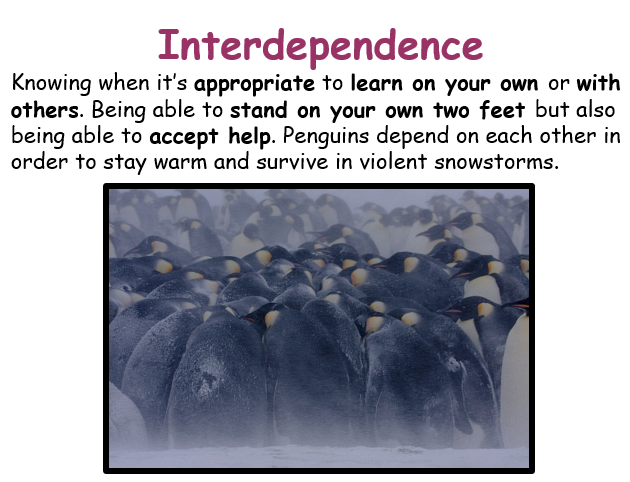 Interdependence
Knowing when it's appropriate to learn on your own or with
others. Being able to stand on your own two feet but also
being able to accept help. Penguins depend on each other in
order to stay warm and survive in violent snowstorms.